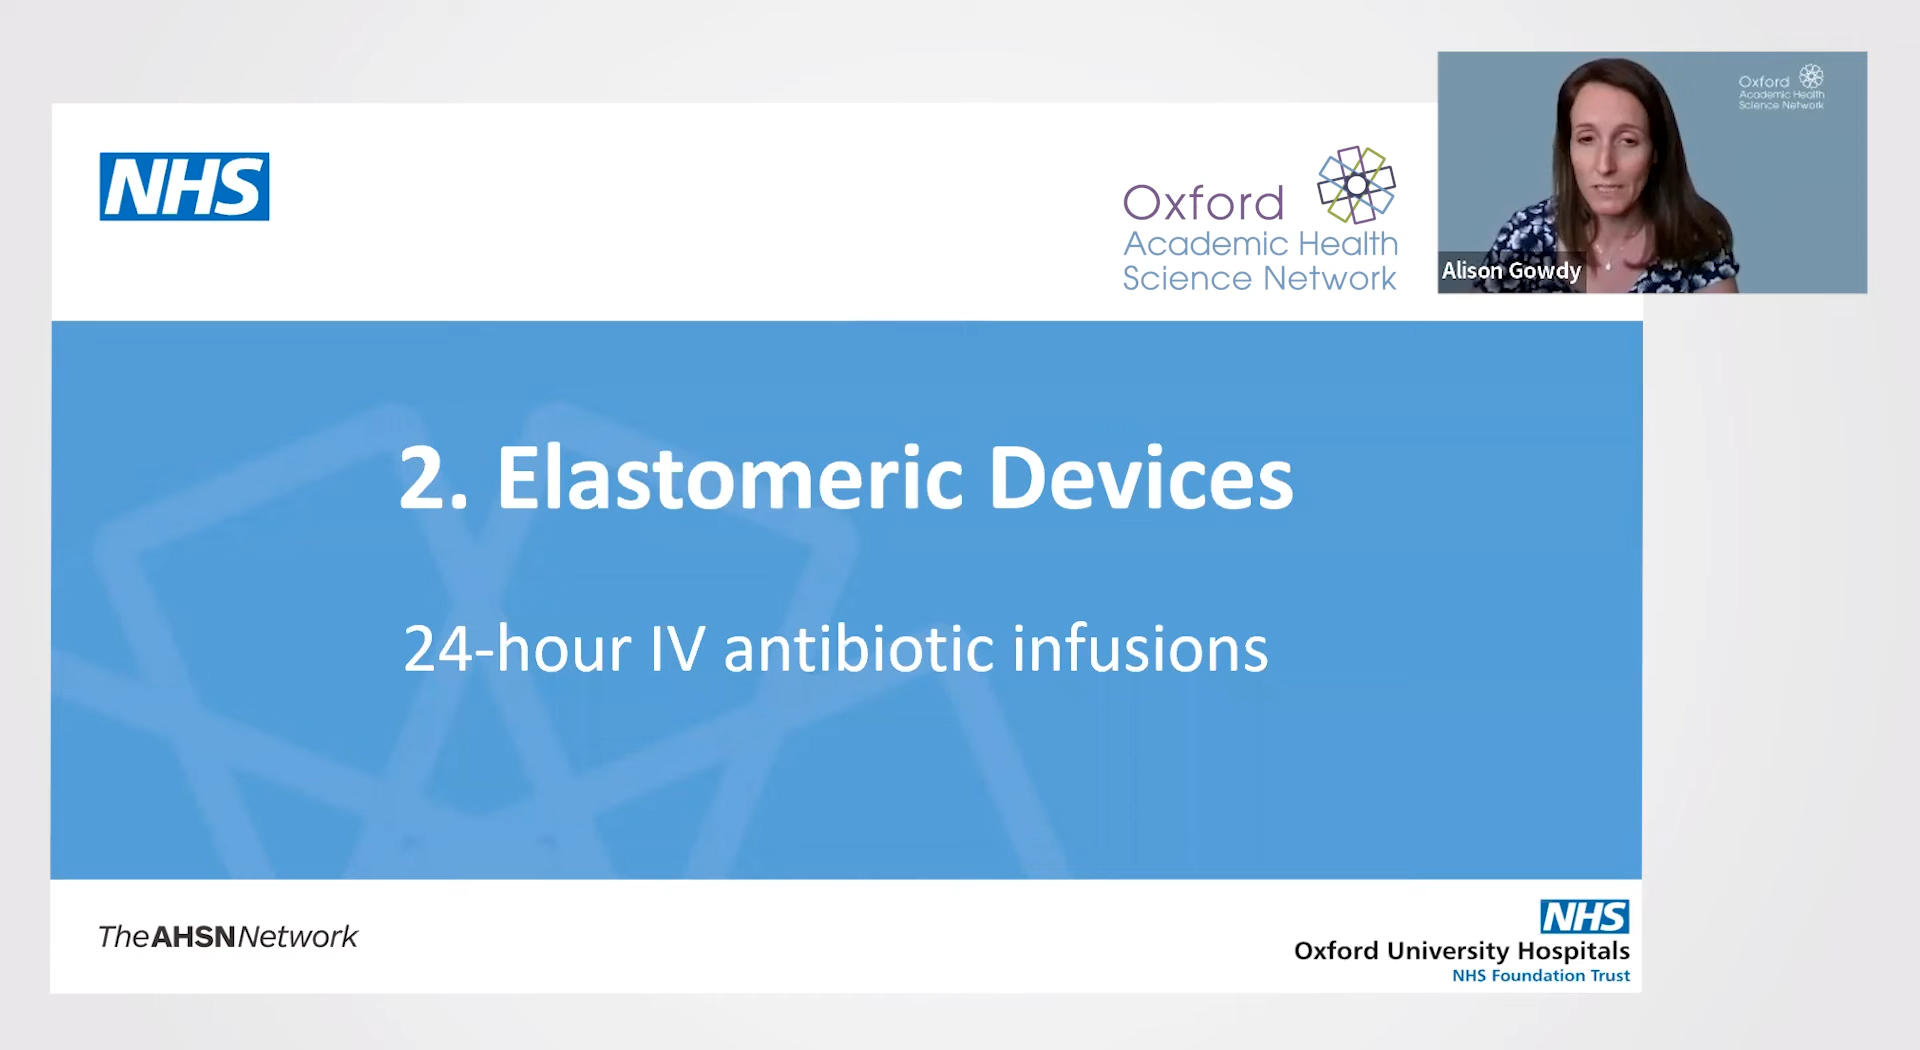 NHS
Oxford
Academic Health
Science Network
Oxford
Academic Health
Science Network
Alison Gowdy
2. Elastomeric Devices
24-hour IV antibiotic infusions
TheAHSNNetwork
NHS
Oxford University Hospitals
NHS Foundation Trust